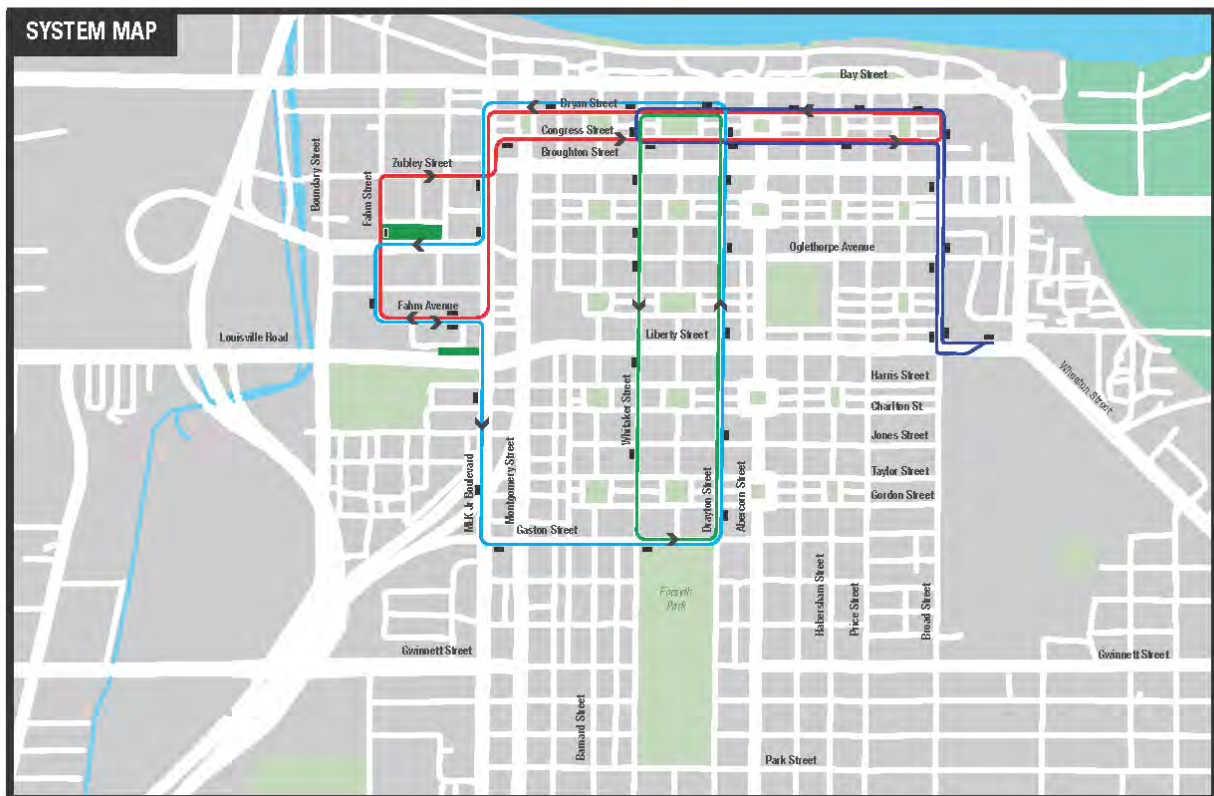 SYSTEM MAP
Bay Street
Bryan Street
Congress Street
Broughton Street
Zubley Street
Boundary Street
Fahm Street
Oglethorpe Avenue
Fahm Avenue
Louisville Road
Liberty Street
Harris Street
Wheaton Street
Charlton St.
Whitaker Street
Jones Street
Taylor Street
Gordon Street
MLK Jr Boulevard
Montgomery Street
Drayton Street
Abercorn Street
Gaston Street
Forsyth
Park
Habersham Street
Price Street
Broad Street
Gwinnett Street
Gwinnett Street
Barnard Street
Park Street